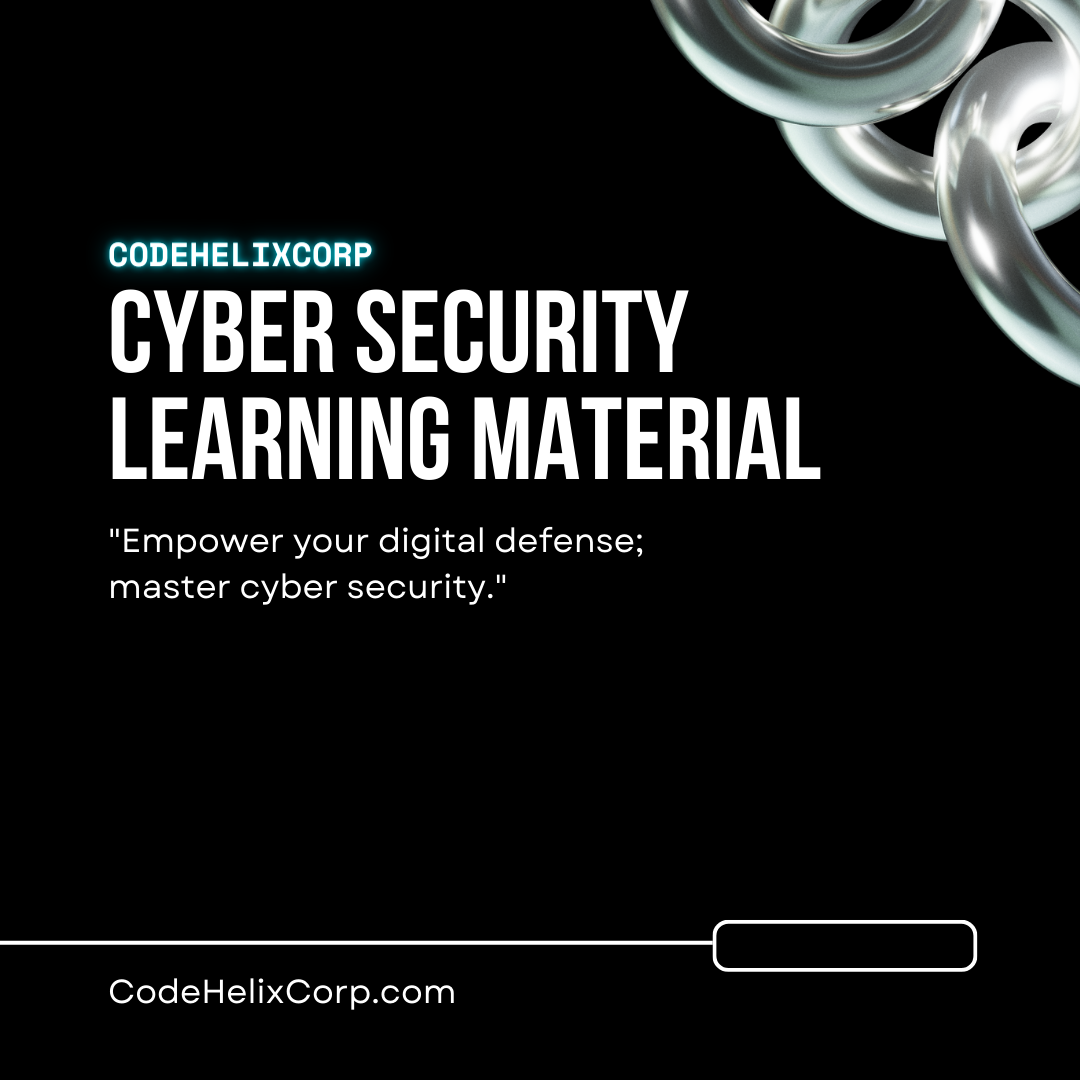 CODEHELIXCORP
CYBER SECURITY
LEARNING MATERIAL
"Empower your digital defense;
master cyber security."
CodeHelixCorp.com